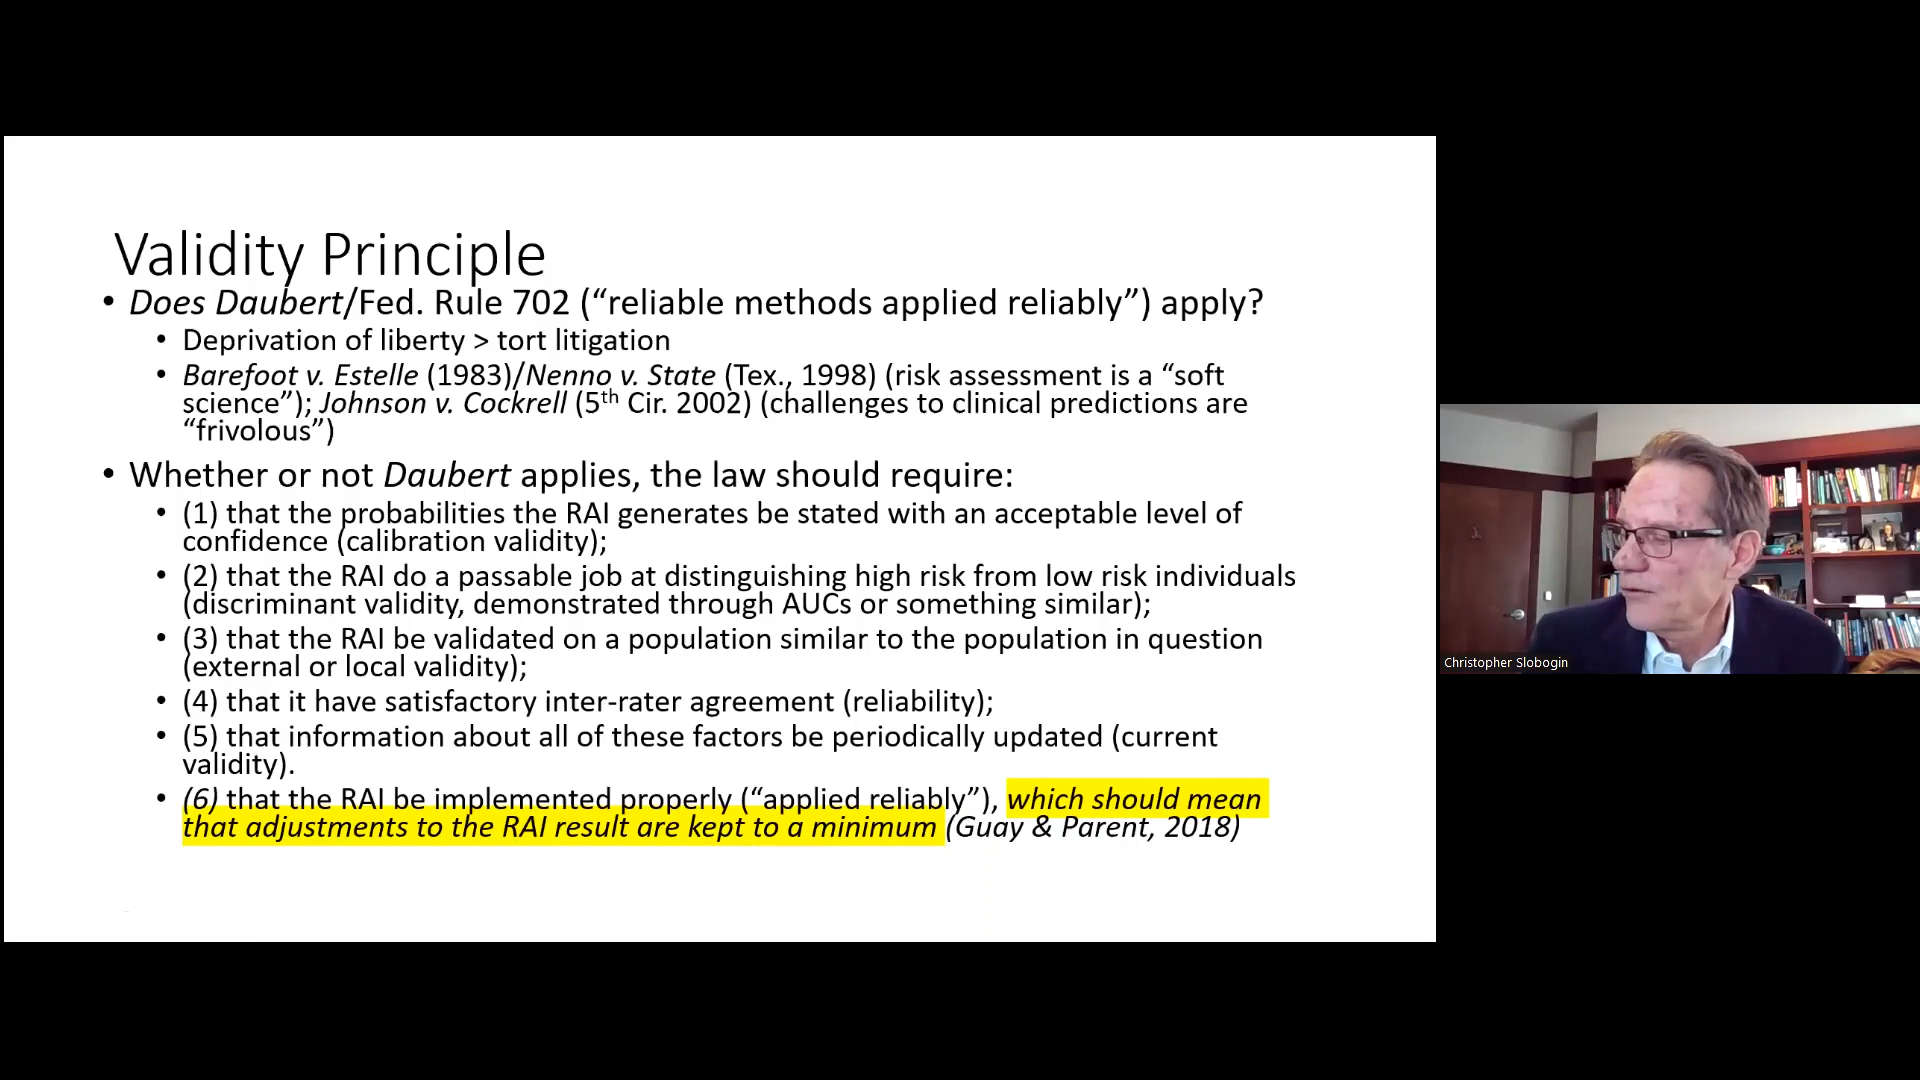 Validity Principle
• Does Daubert/Fed. Rule 702 (“reliable methods applied reliably”) apply?
• Deprivation of liberty > tort litigation
• Barefoot v. Estelle (1983)/Nenno v. State (Tex., 1998) (risk assessment is a “soft
science”); Johnson v. Cockrell (5th Cir. 2002) (challenges to clinical predictions are
“frivolous”)
• Whether or not Daubert applies, the law should require:
• (1) that the probabilities the RAI generates be stated with an acceptable level of
confidence (calibration validity);
• (2) that the RAI do a passable job at distinguishing high risk from low risk individuals
(discriminant validity, demonstrated through AUCs or something similar);
• (3) that the RAI be validated on a population similar to the population in question
(external or local validity);
• (4) that it have satisfactory inter-rater agreement (reliability);
• (5) that information about all of these factors be periodically updated (current
validity).
• (6) that the RAI be implemented properly (“applied reliably”), which should mean
that adjustments to the RAI result are kept to a minimum (Guay & Parent, 2018)
Christopher Slobogin